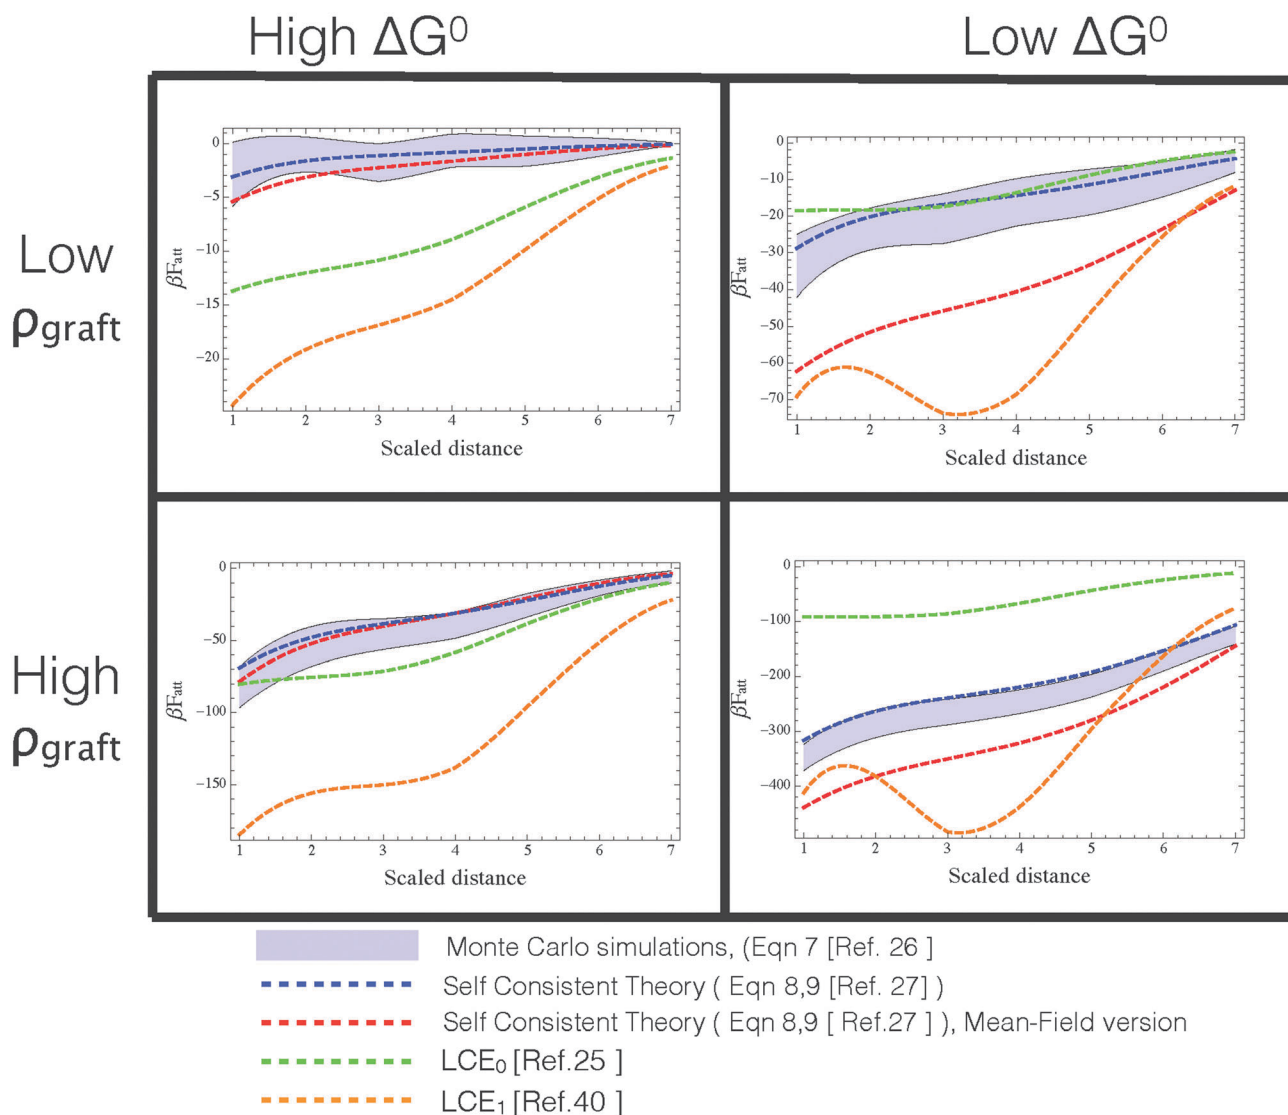 High ΔG⁰
Low ΔG⁰
Low
ρgraft
0
−5
−10
−15
−20
βFatt
1 2 3 4 5 6 7
Scaled distance
0
−10
−20
−30
−40
−50
−60
−70
βFatt
1 2 3 4 5 6 7
Scaled distance
High
ρgraft
0
−50
−100
−150
βFatt
1 2 3 4 5 6 7
Scaled distance
0
−100
−200
−300
−400
βFatt
1 2 3 4 5 6 7
Scaled distance
Monte Carlo simulations, (Eqn 7 [Ref. 26 ]
Self Consistent Theory ( Eqn 8,9 [Ref. 27] )
Self Consistent Theory ( Eqn 8,9 [ Ref.27 ] ), Mean-Field version
LCE₀ [Ref.25 ]
LCE₁ [Ref.40 ]